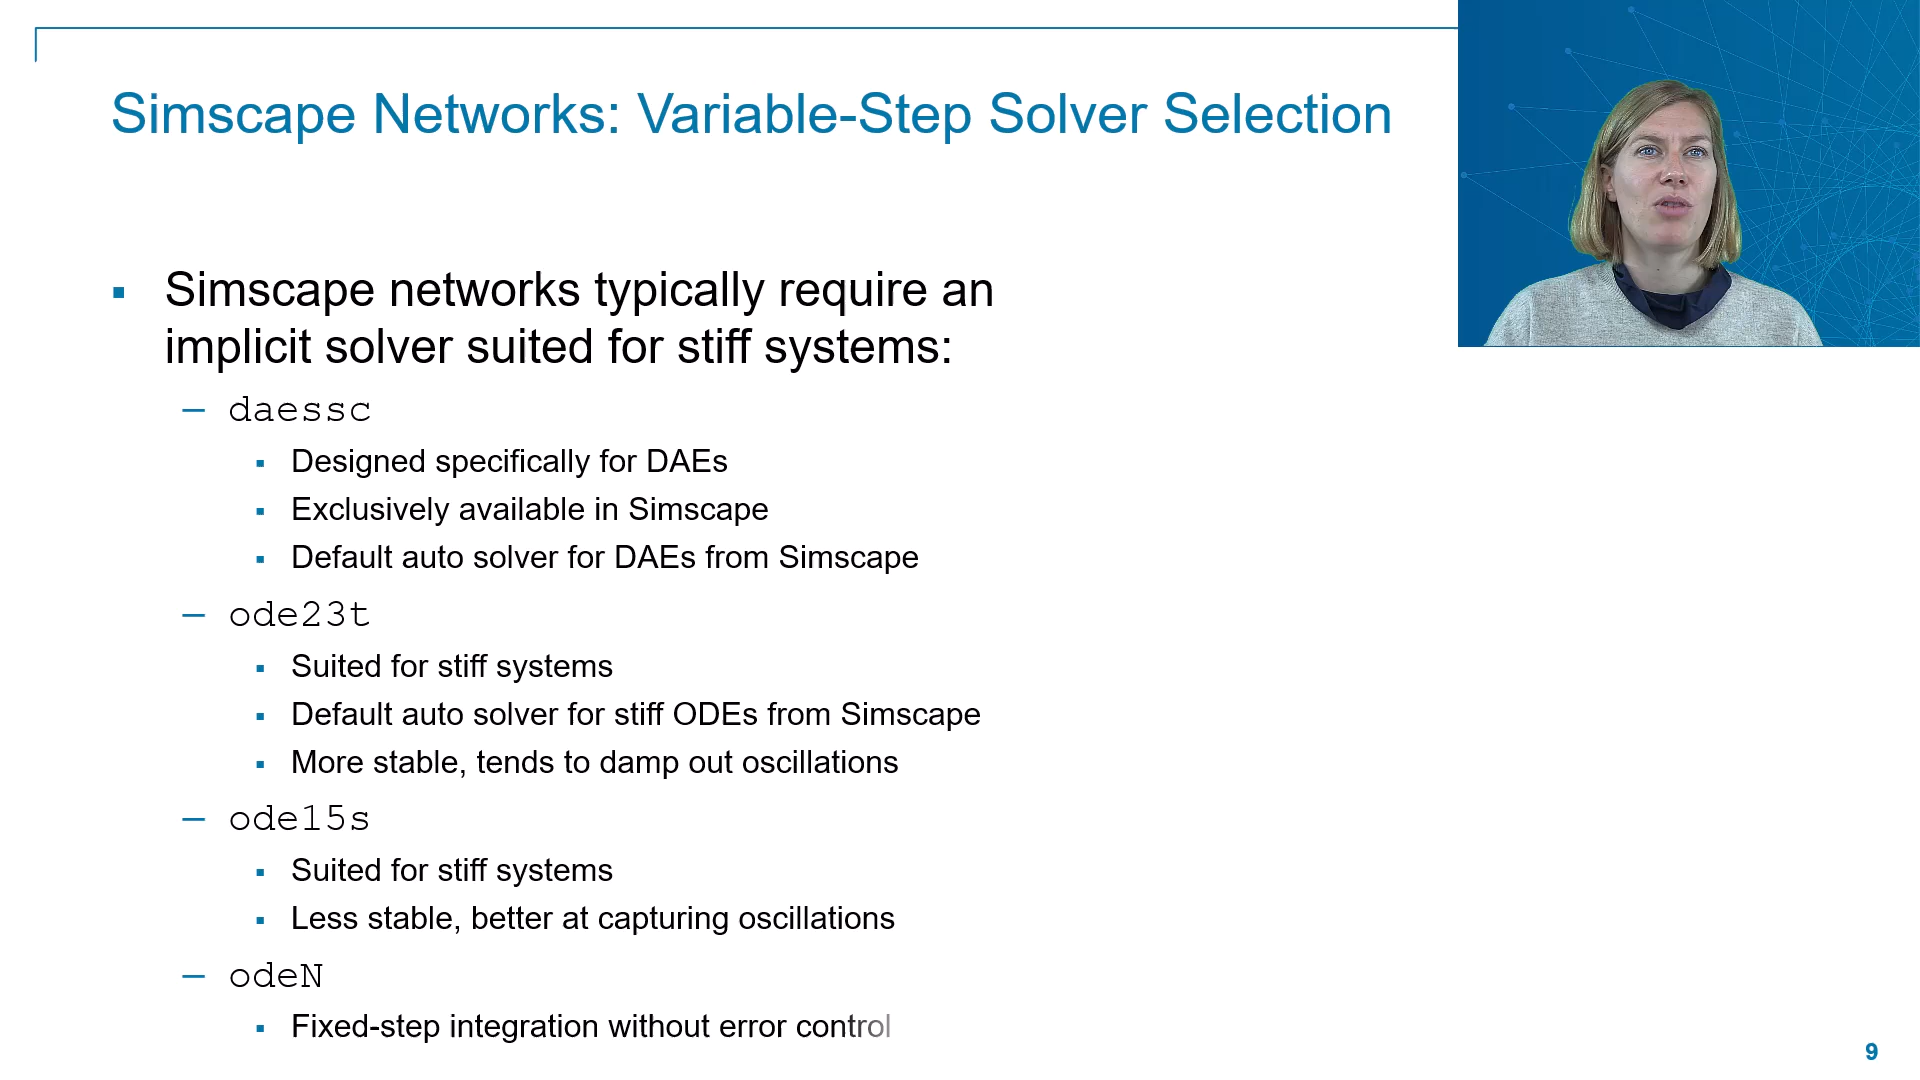 Simscape Networks: Variable-Step Solver Selection
▪ Simscape networks typically require an
implicit solver suited for stiff systems:
– daessc
▪ Designed specifically for DAEs
▪ Exclusively available in Simscape
▪ Default auto solver for DAEs from Simscape
– ode23t
▪ Suited for stiff systems
▪ Default auto solver for stiff ODEs from Simscape
▪ More stable, tends to damp out oscillations
– ode15s
▪ Suited for stiff systems
▪ Less stable, better at capturing oscillations
– odeN
▪ Fixed-step integration without error control
9